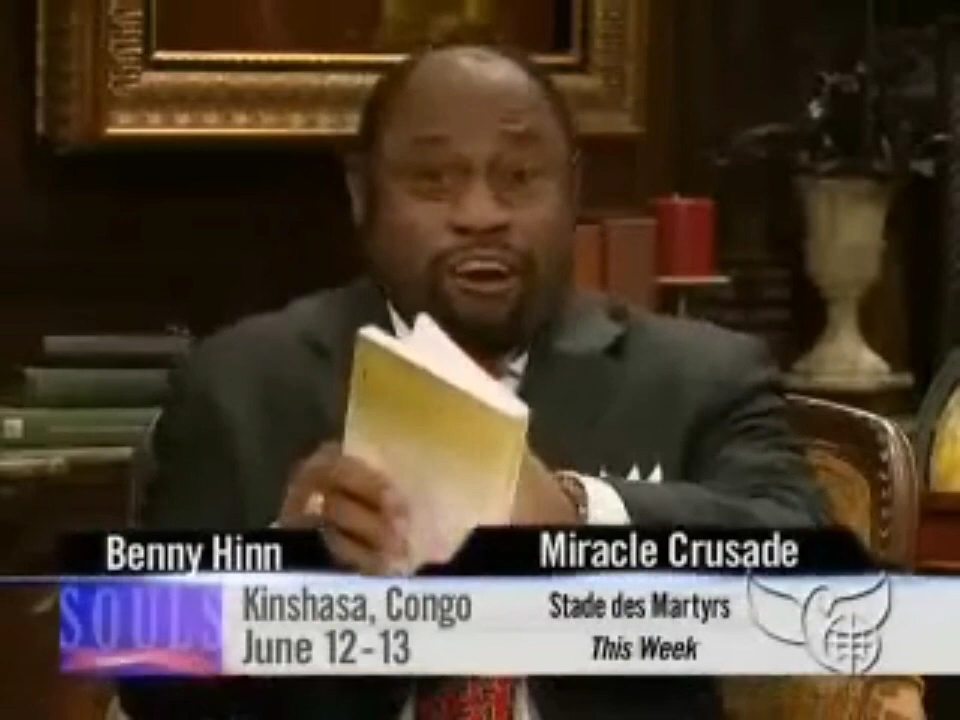 Benny Hinn
Miracle Crusade
SOULS
Kinshasa, Congo
June 12-13
Stade des Martyrs
This Week